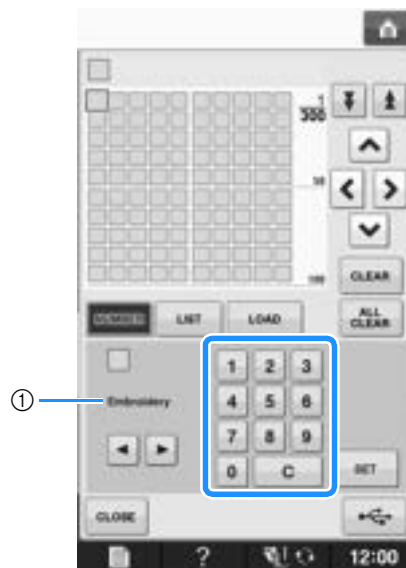 1
300
50
100
CLEAR
NUMBER LIST LOAD ALL CLEAR
1 2 3
① Embroidery 4 5 6
7 8 9
0 C SET
CLOSE
? 12:00